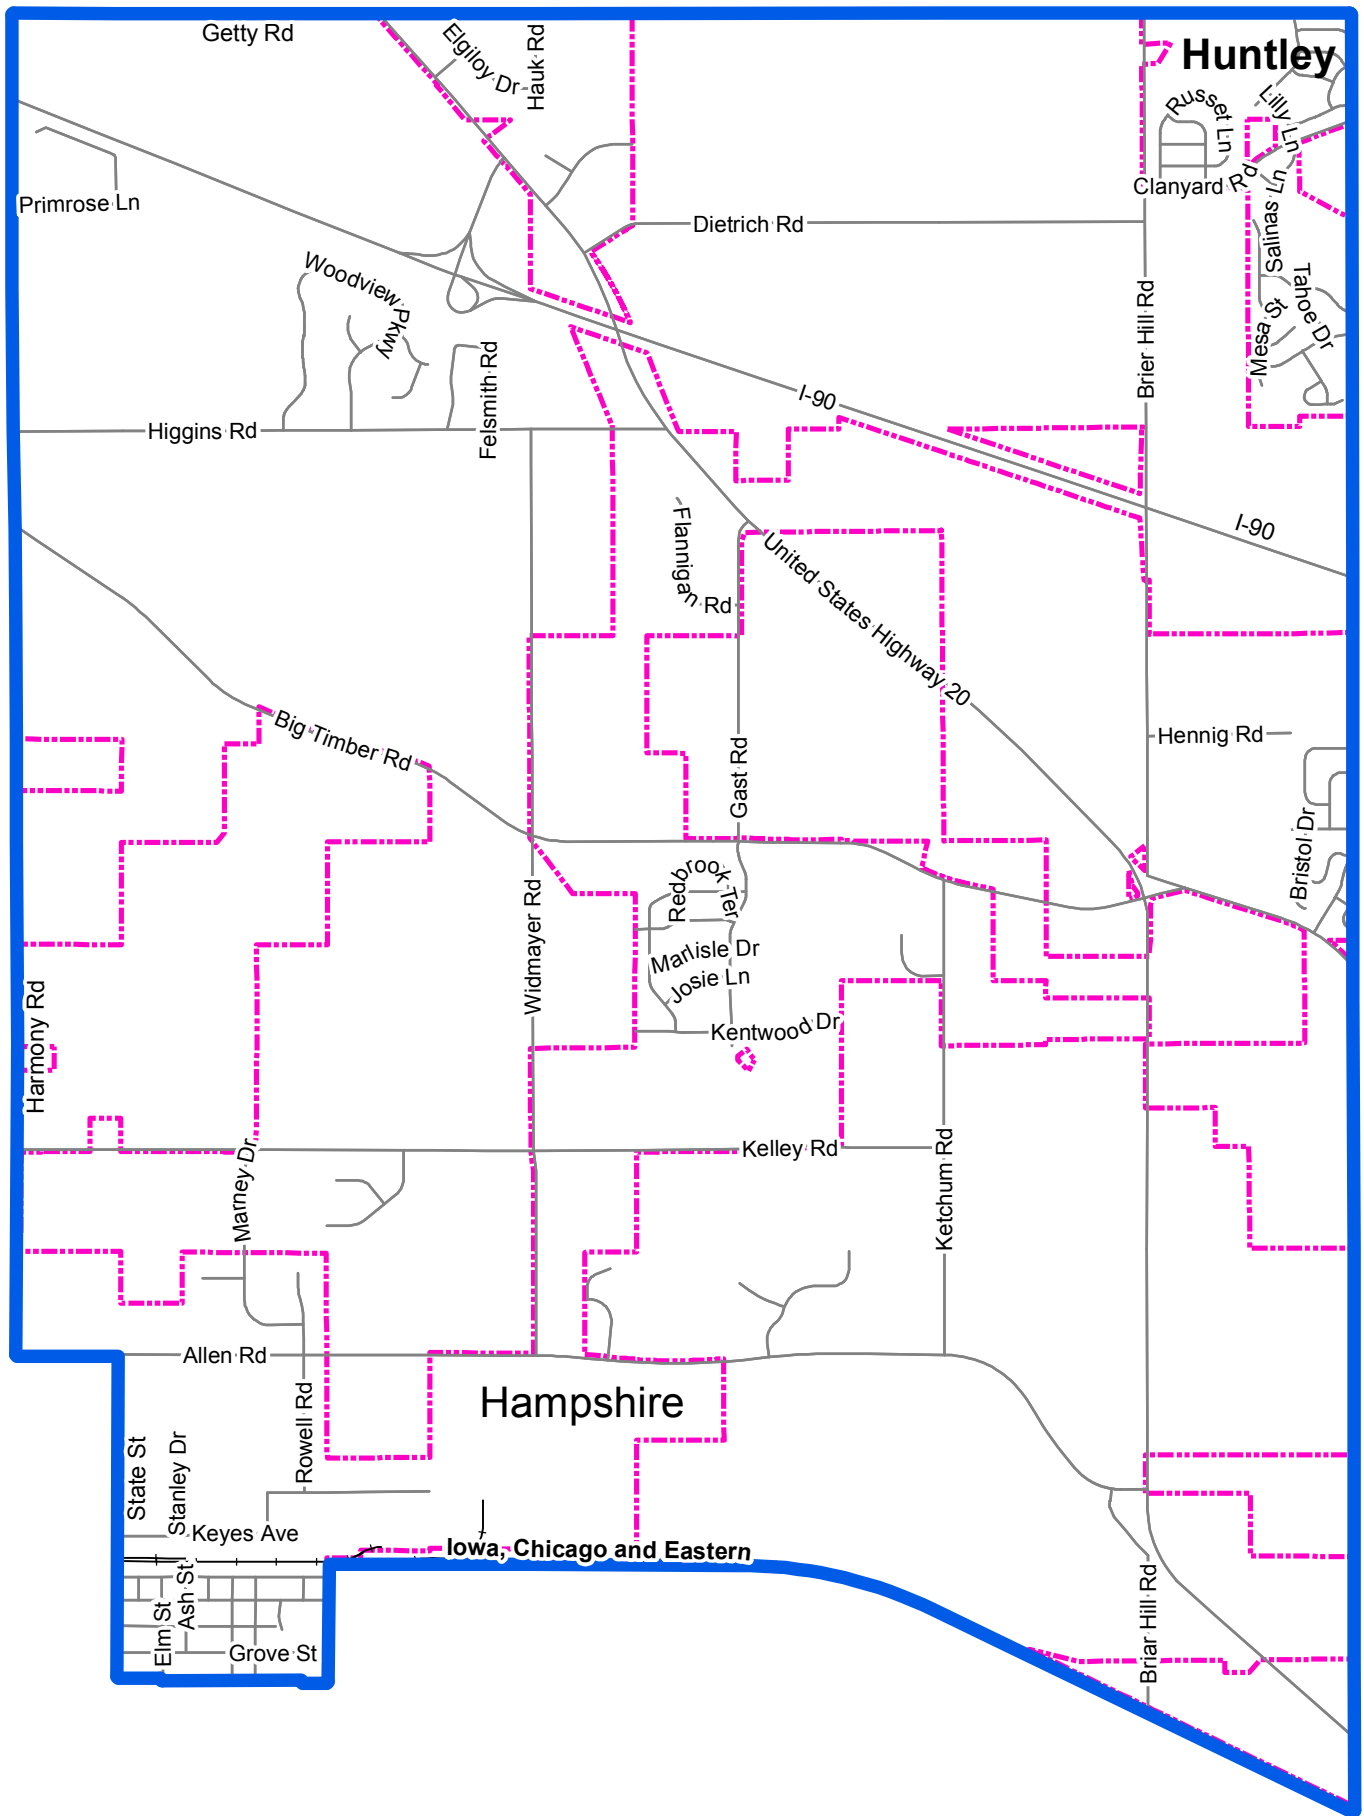 Getty Rd
Elgiloy Dr
Hauk Rd
Huntley
Russet Ln
Lilly Ln
Clanyard Rd
Primrose Ln
Dietrich Rd
Salinas Ln
Woodview Pkwy
Tahoe Dr
Mesa St
Brier Hill Rd
Felsmith Rd
I-90
Higgins Rd
I-90
Flannigan Rd
United States Highway 20
Big Timber Rd
Hennig Rd
Gast Rd
Bristol Dr
Redbrook Ter
Widmayer Rd
Marlisle Dr
Josie Ln
Kentwood Dr
Harmony Rd
Kelley Rd
Marney Dr
Ketchum Rd
Allen Rd
Hampshire
Rowell Rd
State St
Stanley Dr
Keyes Ave
Iowa, Chicago and Eastern
Ash St
Elm St
Grove St
Briar Hill Rd